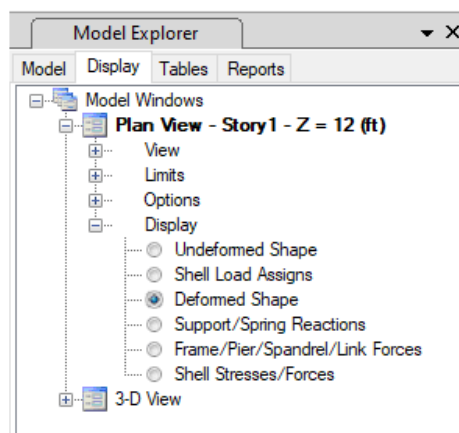 Model Explorer
Model Display Tables Reports
Model Windows
Plan View - Story1 - Z = 12 (ft)
View
Limits
Options
Display
Undeformed Shape
Shell Load Assigns
Deformed Shape
Support/Spring Reactions
Frame/Pier/Spandrel/Link Forces
Shell Stresses/Forces
3-D View